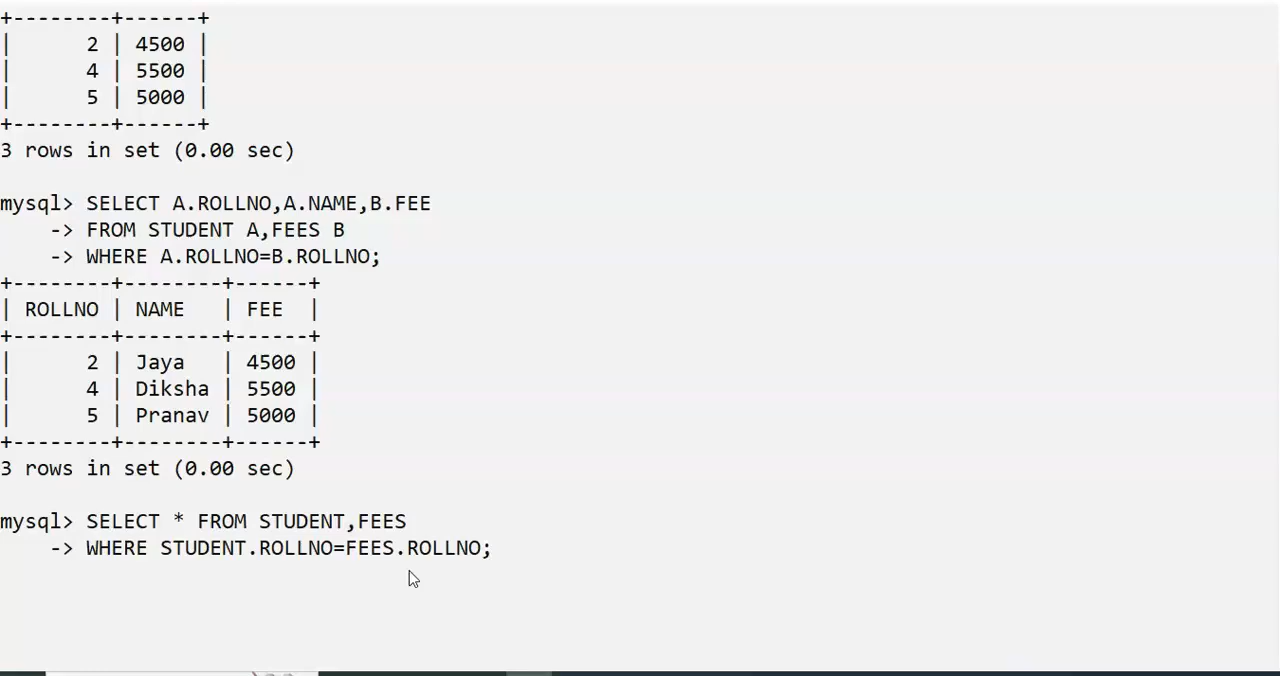 +--------+------+
|      2 | 4500 |
|      4 | 5500 |
|      5 | 5000 |
+--------+------+
3 rows in set (0.00 sec)

mysql> SELECT A.ROLLNO,A.NAME,B.FEE
    -> FROM STUDENT A,FEES B
    -> WHERE A.ROLLNO=B.ROLLNO;
+--------+--------+------+
| ROLLNO | NAME   | FEE  |
+--------+--------+------+
|      2 | Jaya   | 4500 |
|      4 | Diksha | 5500 |
|      5 | Pranav | 5000 |
+--------+--------+------+
3 rows in set (0.00 sec)

mysql> SELECT * FROM STUDENT,FEES
    -> WHERE STUDENT.ROLLNO=FEES.ROLLNO;